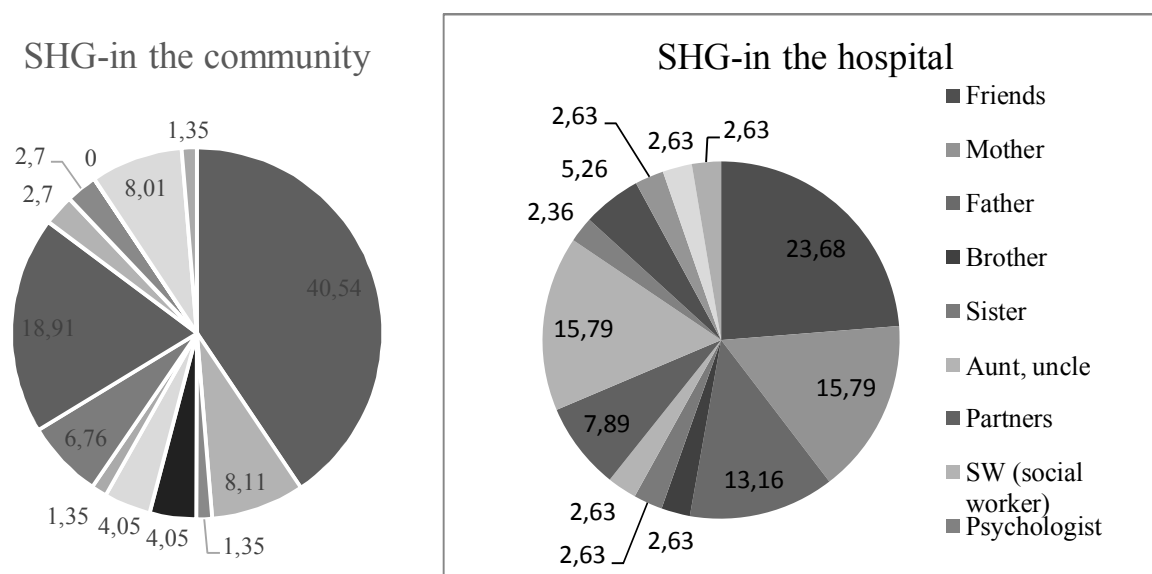 SHG-in the community
1,35
0
2,7
2,7
8,01
40,54
18,91
6,76
8,11
1,35
4,05
4,05
1,35
SHG-in the hospital
2,63
2,63
2,63
5,26
2,36
23,68
15,79
15,79
7,89
13,16
2,63
2,63
2,63
Friends
Mother
Father
Brother
Sister
Aunt, uncle
Partners
SW (social
worker)
Psychologist